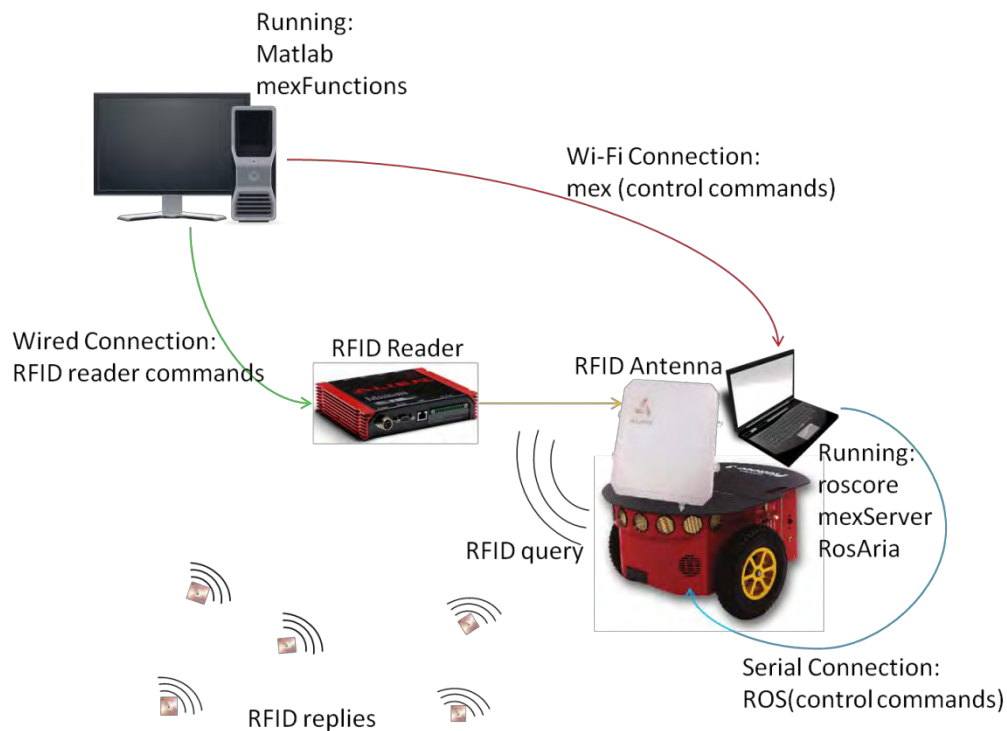 Running:
Matlab
mexFunctions
Wi-Fi Connection:
mex (control commands)
Wired Connection:
RFID reader commands
RFID Reader
RFID Antenna
Running:
roscore
mexServer
RosAria
RFID query
Serial Connection:
ROS(control commands)
RFID replies